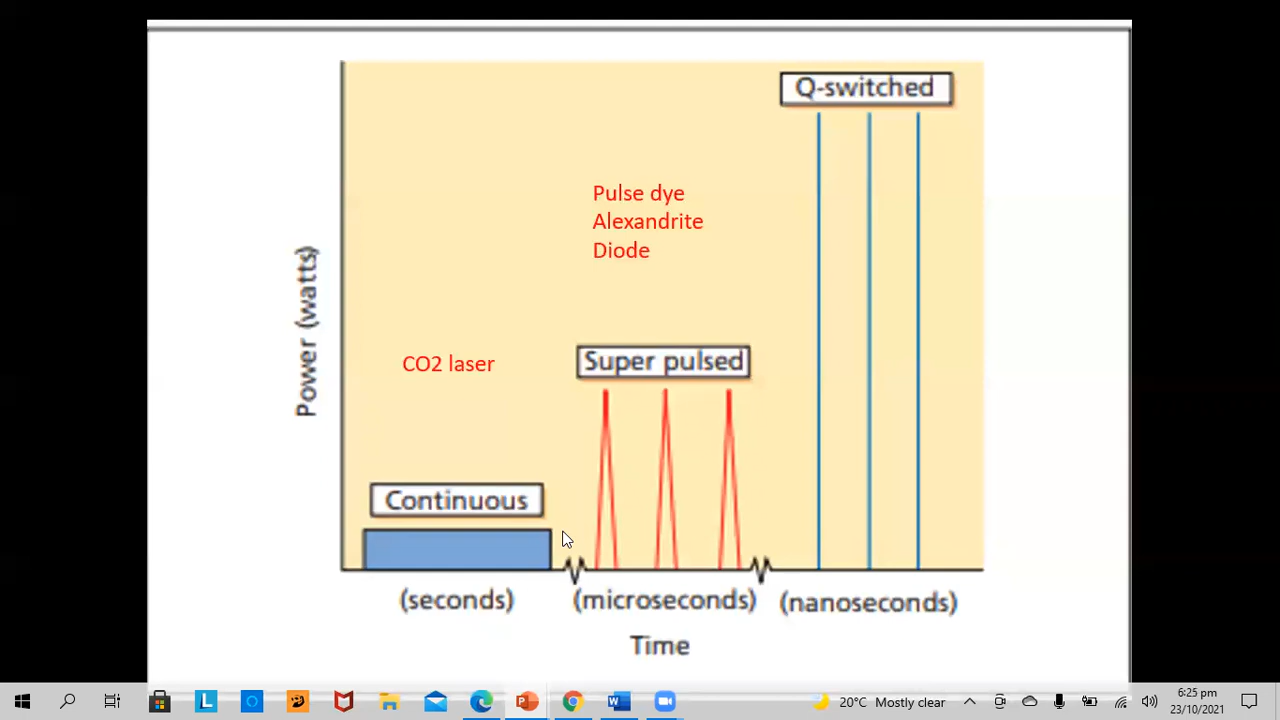 Q-switched
Pulse dye
Alexandrite
Diode
CO2 laser
Super pulsed
Continuous
Power (watts)
(seconds)
(microseconds)
(nanoseconds)
Time
L
W
20°C Mostly clear
6:25 pm
23/10/2021